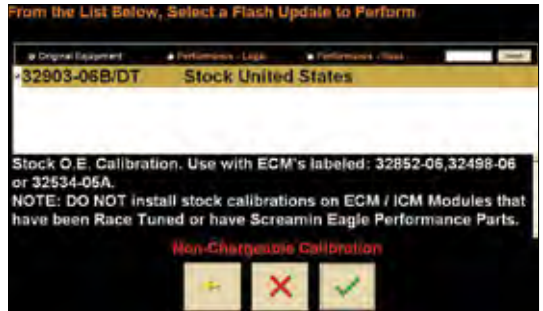 From the List Below, Select a Flash Update to Perform
Original Equipment Performance - Legal Performance - Race
32903-06B/DT Stock United States
Stock O.E. Calibration. Use with ECM's labeled: 32852-06,32498-06
or 32534-05A.
NOTE: DO NOT install stock calibrations on ECM / ICM Modules that
have been Race Tuned or have Screamin Eagle Performance Parts.
Non-Chargeable Calibration